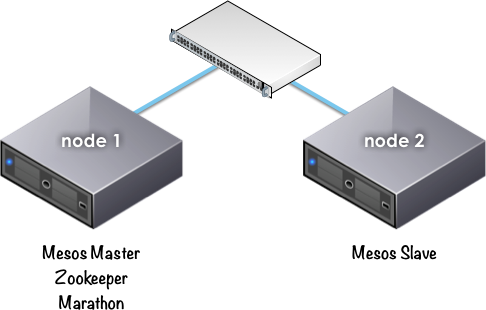 node 1
node 2
Mesos Master
Zookeeper
Marathon
Mesos Slave